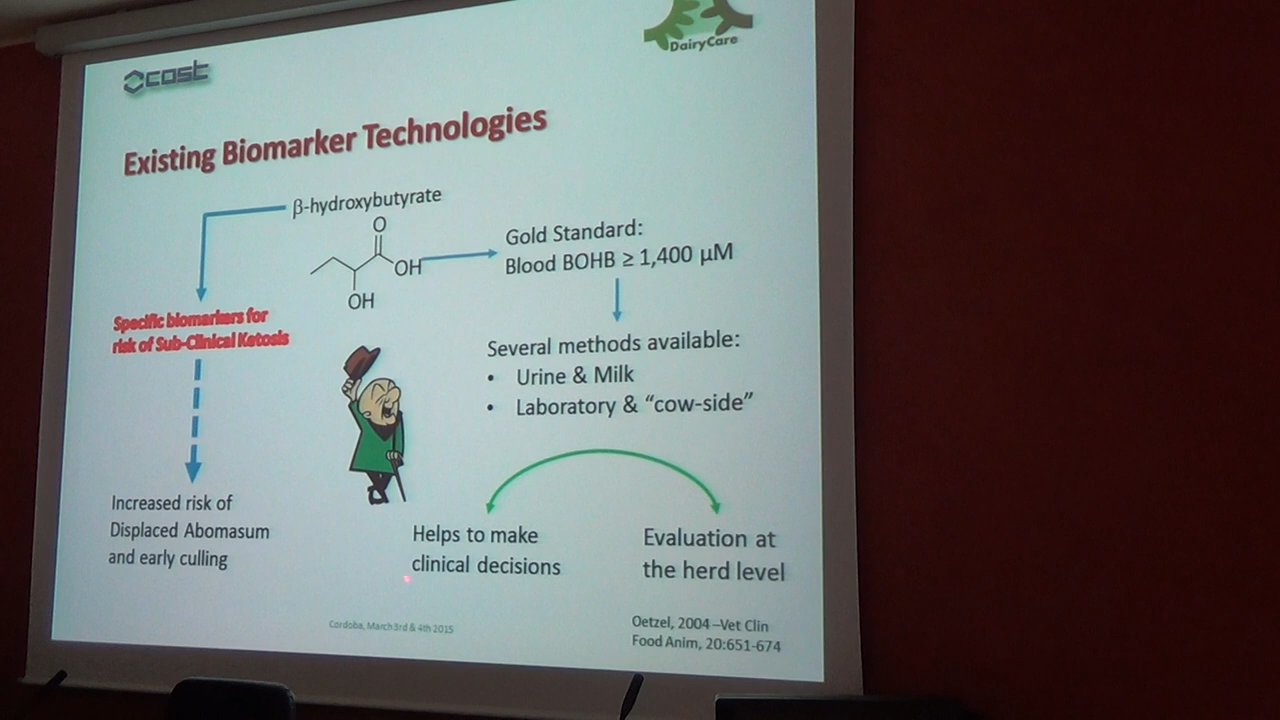 cost
DairyCare
Existing Biomarker Technologies
β-hydroxybutyrate
O
OH
OH
Gold Standard:
Blood BOHB ≥ 1,400 µM
Specific biomarkers for
risk of Sub-Clinical Ketosis
Several methods available:
• Urine & Milk
• Laboratory & “cow-side”
Increased risk of
Displaced Abomasum
and early culling
Helps to make
clinical decisions
Evaluation at
the herd level
Cordoba, March 3rd & 4th 2015
Oetzel, 2004 –Vet Clin
Food Anim, 20:651-674